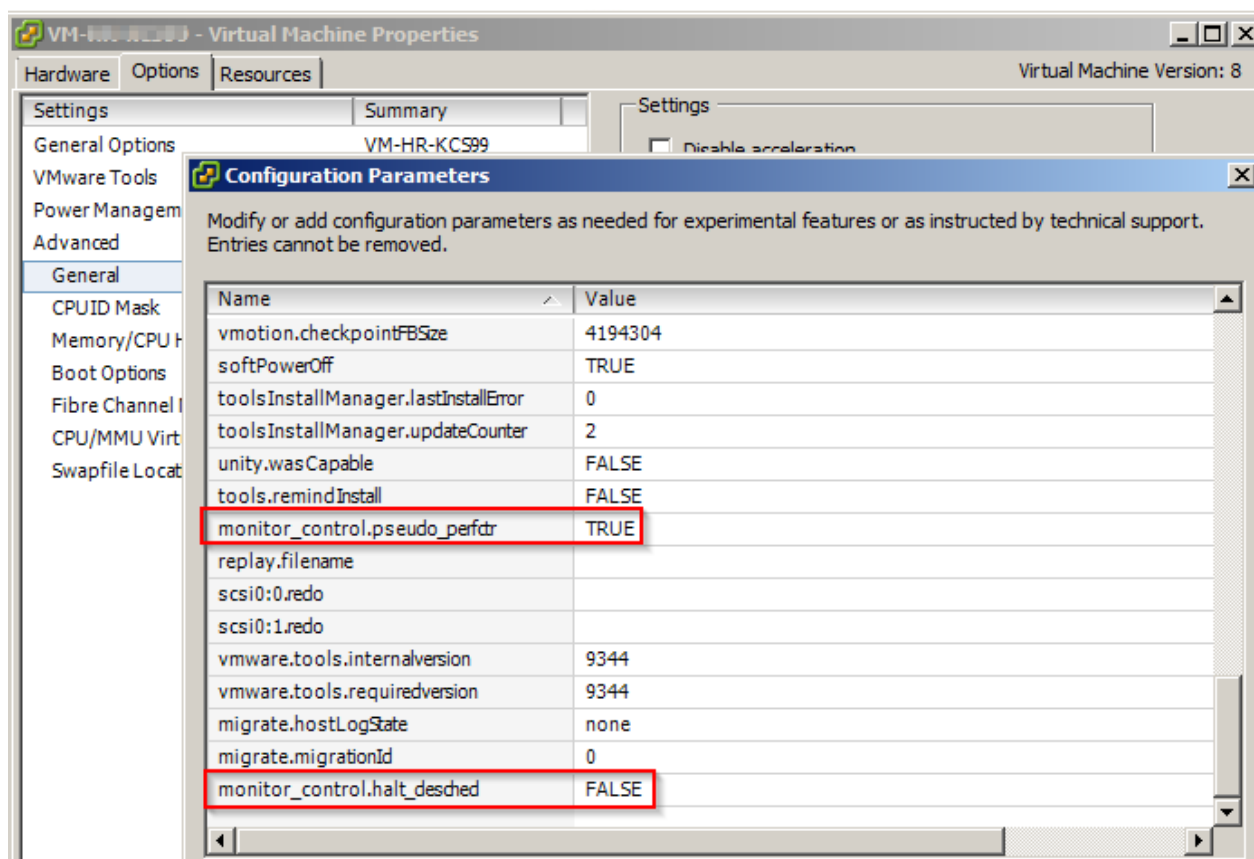 VM- - Virtual Machine Properties
Hardware Options Resources Virtual Machine Version: 8
Settings Summary Settings
General Options VM-HR-KCS99 Disable acceleration
VMware Tools
Power Managem
Advanced
General
CPUID Mask
Memory/CPU H
Boot Options
Fibre Channel
CPU/MMU Virt
Swapfile Locat
Configuration Parameters
Modify or add configuration parameters as needed for experimental features or as instructed by technical support.
Entries cannot be removed.
Name Value
vmotion.checkpointFBSize 4194304
softPowerOff TRUE
toolsInstallManager.lastInstallError 0
toolsInstallManager.updateCounter 2
unity.wasCapable FALSE
tools.remindInstall FALSE
monitor_control.pseudo_perfctr TRUE
replay.filename
scsi0:0.redo
scsi0:1.redo
vmware.tools.internalversion 9344
vmware.tools.requiredversion 9344
migrate.hostLogState none
migrate.migrationId 0
monitor_control.halt_desched FALSE